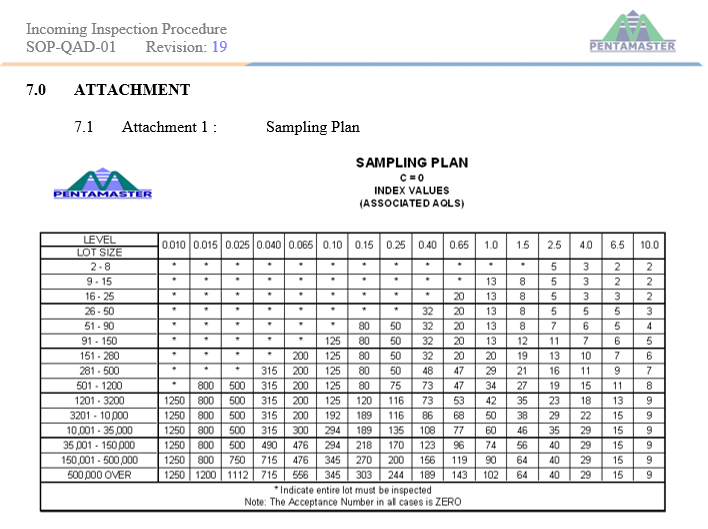 Incoming Inspection Procedure
SOP-QAD-01 Revision: 19
PENTAMASTER
7.0 ATTACHMENT
7.1 Attachment 1 : Sampling Plan
PENTAMASTER
SAMPLING PLAN
C = 0
INDEX VALUES
(ASSOCIATED AQLS)
LEVEL
LOT SIZE
0.010 0.015 0.025 0.040 0.065 0.10 0.15 0.25 0.40 0.65 1.0 1.5 2.5 4.0 6.5 10.0
2 - 8 * * * * * * * * * * * * 5 3 2 2
9 - 15 * * * * * * * * * * 13 8 5 3 2 2
16 - 25 * * * * * * * * * 20 13 8 5 3 3 2
26 - 50 * * * * * * * * 32 20 13 8 5 5 5 3
51 - 90 * * * * * * 80 50 32 20 13 8 7 6 5 4
91 - 150 * * * * * 125 80 50 32 20 13 12 11 7 6 5
151 - 280 * * * * 200 125 80 50 32 20 20 19 13 10 7 6
281 - 500 * * * 315 200 125 80 50 48 47 29 21 16 11 9 7
501 - 1200 * 800 500 315 200 125 80 75 73 47 34 27 19 15 11 8
1201 - 3200 1250 800 500 315 200 125 120 116 73 53 42 35 23 18 13 9
3201 - 10,000 1250 800 500 315 200 192 189 116 86 68 50 38 29 22 15 9
10,001 - 35,000 1250 800 500 315 300 294 189 135 108 77 60 46 35 29 15 9
35,001 - 150,000 1250 800 500 490 476 294 218 170 123 96 74 56 40 29 15 9
150,001 - 500,000 1250 800 750 715 476 345 270 200 156 119 90 64 40 29 15 9
500,000 OVER 1250 1200 1112 715 556 345 303 244 189 143 102 64 40 29 15 9
* Indicate entire lot must be inspected
Note: The Acceptance Number in all cases is ZERO